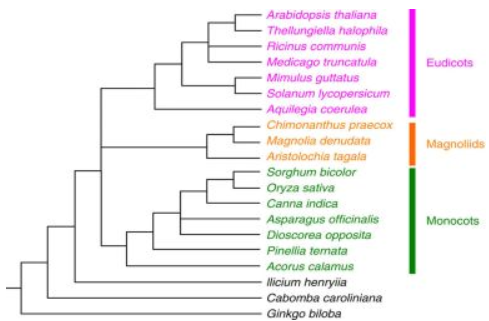 Arabidopsis thaliana
Thellungiella halophila
Ricinus communis
Medicago truncatula
Mimulus guttatus
Solanum lycopersicum
Aquilegia coerulea
Eudicots
Chimonanthus praecox
Magnolia denudata
Aristolochia tagala
Magnoliids
Sorghum bicolor
Oryza sativa
Canna indica
Asparagus officinalis
Dioscorea opposita
Pinellia ternata
Acorus calamus
Monocots
Ilicium henryiia
Cabomba caroliniana
Ginkgo biloba